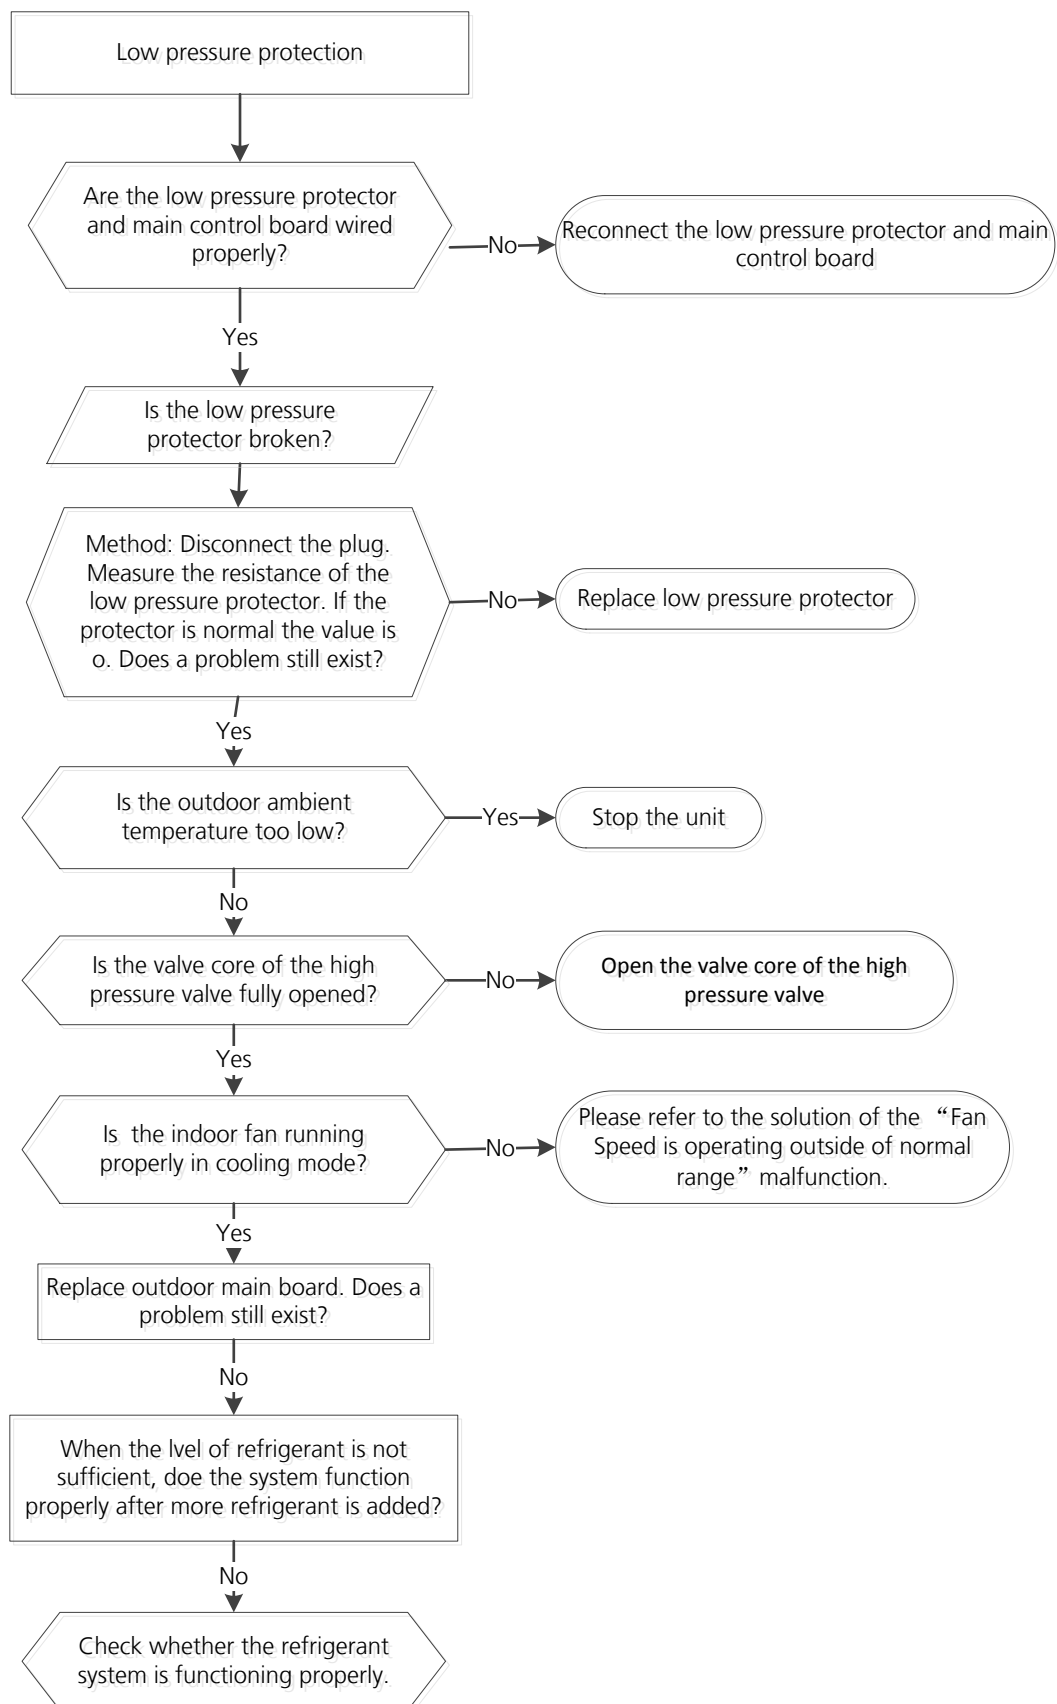 Low pressure protection
Are the low pressure protector
and main control board wired
properly?
No
Reconnect the low pressure protector and main
control board
Yes
Is the low pressure
protector broken?
Method: Disconnect the plug.
Measure the resistance of the
low pressure protector. If the
protector is normal the value is
o. Does a problem still exist?
No
Replace low pressure protector
Yes
Is the outdoor ambient
temperature too low?
Yes
Stop the unit
No
Is the valve core of the high
pressure valve fully opened?
No
Open the valve core of the high
pressure valve
Yes
Is  the indoor fan running
properly in cooling mode?
No
Please refer to the solution of the “Fan
Speed is operating outside of normal
range” malfunction.
Yes
Replace outdoor main board. Does a
problem still exist?
No
When the lvel of refrigerant is not
sufficient, doe the system function
properly after more refrigerant is added?
No
Check whether the refrigerant
system is functioning properly.